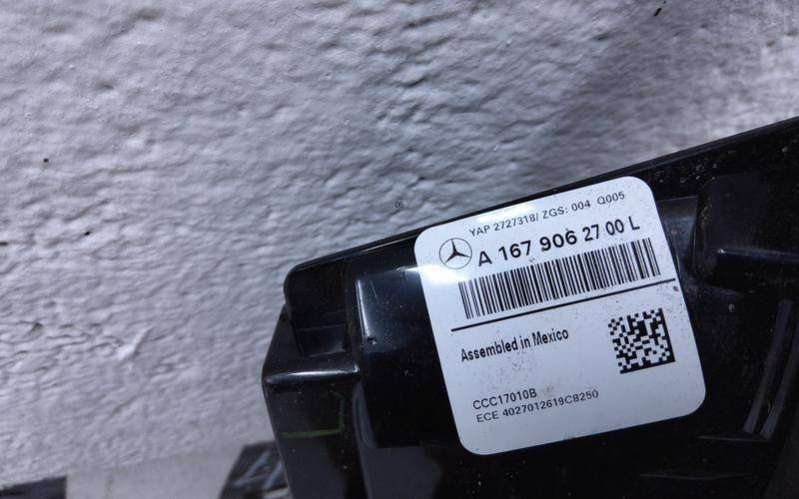 YAP 2727318/ ZGS: 004 Q005
A 167 906 27 00 L
Assembled in Mexico
CCC17010B
ECE 4027012619C8250